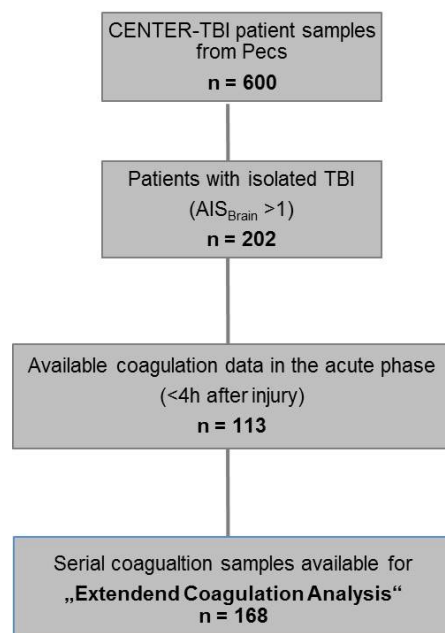 CENTER-TBI patient samples
from Pecs
n = 600
Patients with isolated TBI
(AISBrain >1)
n = 202
Available coagulation data in the acute phase
(<4h after injury)
n = 113
Serial coagualtion samples available for
„Extendend Coagulation Analysis“
n = 168